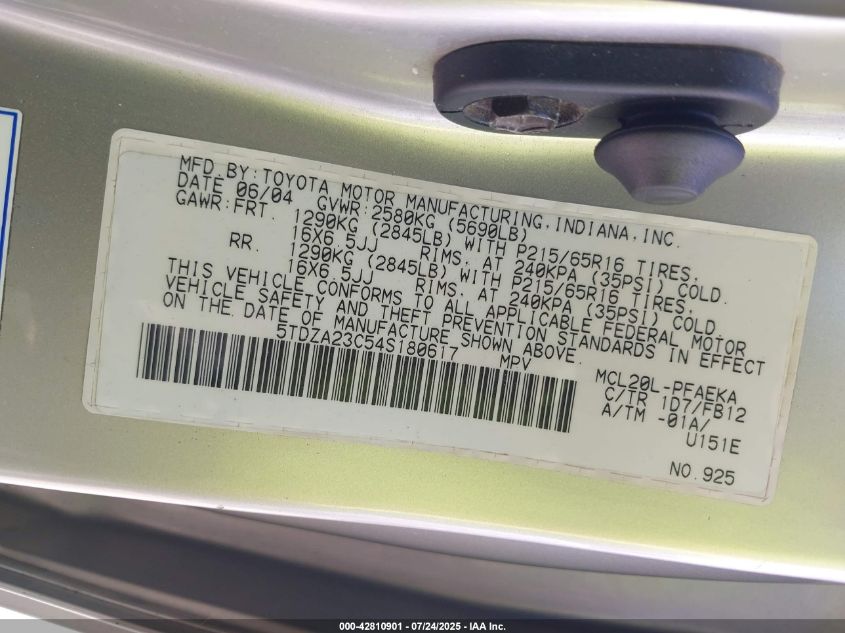 MFD.BY:TOYOTA MOTOR MANUFACTURING,INDIANA,INC.
DATE 06/04 GVWR:2580KG (5690LB)
GAWR:FRT. 1290KG (2845LB) WITH P215/65R16 TIRES,
16X6.5JJ RIMS, AT 240KPA (35PSI) COLD.
RR. 1290KG (2845LB) WITH P215/65R16 TIRES,
16X6.5JJ RIMS, AT 240KPA (35PSI) COLD.
THIS VEHICLE CONFORMS TO ALL APPLICABLE FEDERAL MOTOR
VEHICLE SAFETY AND THEFT PREVENTION STANDARDS IN EFFECT
ON THE DATE OF MANUFACTURE SHOWN ABOVE.
5TDZA23C54S180617 MPV
MCL20L-PFAEKA
C/TR 1D7/FB12
A/TM -01A/
U151E
NO.925
000-42810901 - 07/24/2025 - IAA Inc.